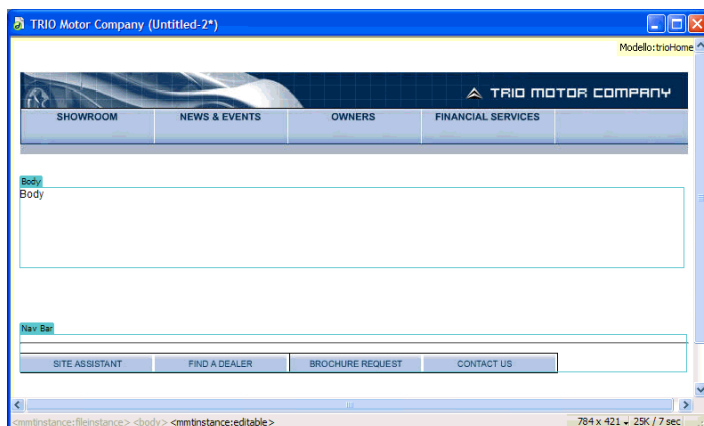 TRIO Motor Company (Untitled-2*)
Modello:trioHome
TRIO MOTOR COMPANY
SHOWROOM NEWS & EVENTS OWNERS FINANCIAL SERVICES
Body
Body
Nav Bar
SITE ASSISTANT FIND A DEALER BROCHURE REQUEST CONTACT US
<mmtinstance:fileinstance> <body> <mmtinstance:editable> 784 x 421 25K / 7 sec